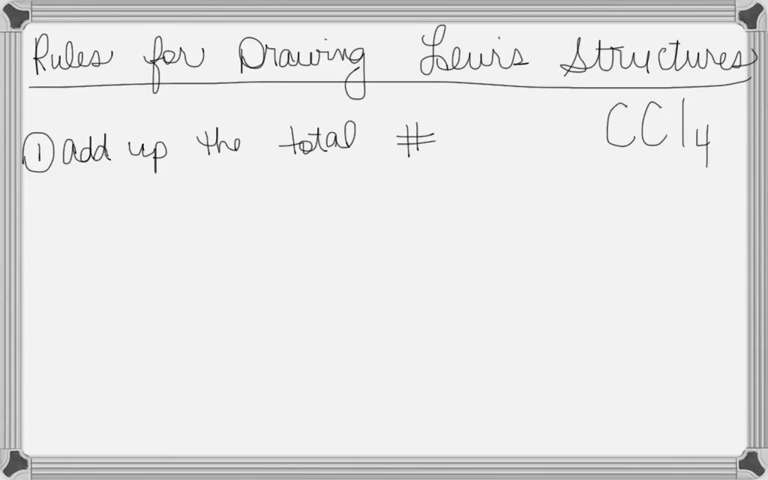 Rules for Drawing Lewis Structures
CCl4
① add up the total #